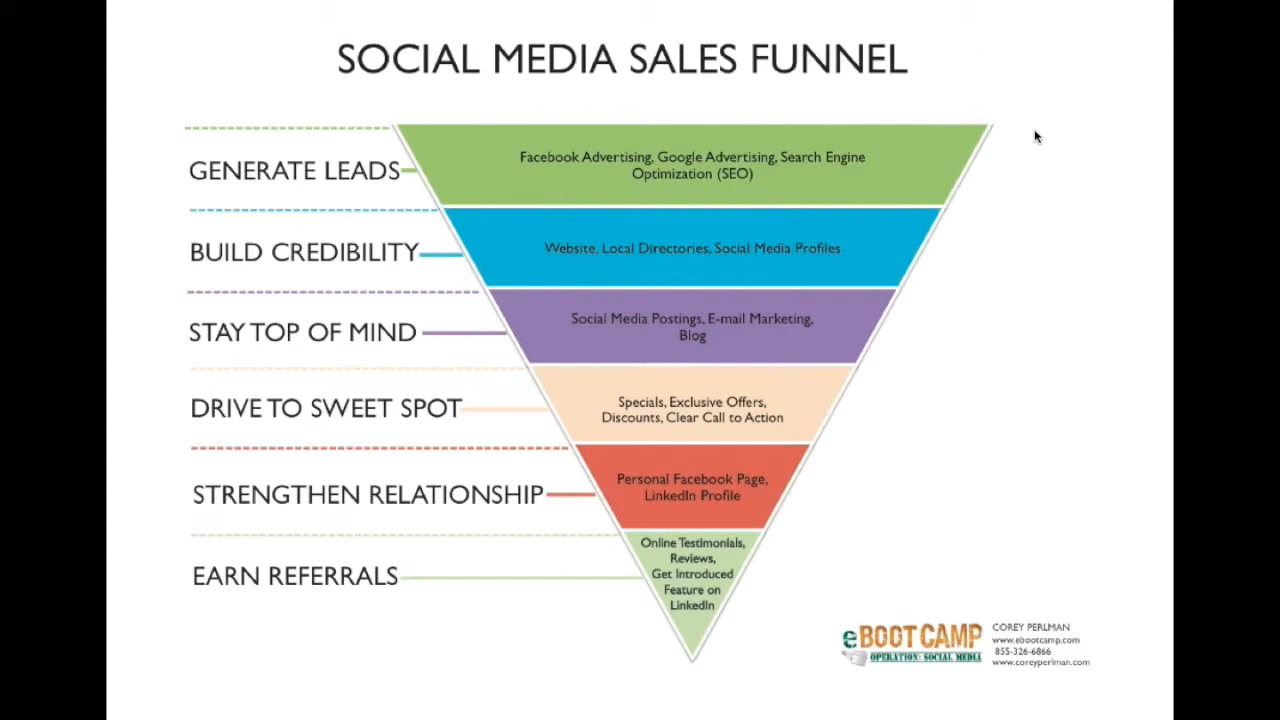 SOCIAL MEDIA SALES FUNNEL
GENERATE LEADS
Facebook Advertising, Google Advertising, Search Engine
Optimization (SEO)
BUILD CREDIBILITY
Website, Local Directories, Social Media Profiles
STAY TOP OF MIND
Social Media Postings, E-mail Marketing,
Blog
DRIVE TO SWEET SPOT
Specials, Exclusive Offers,
Discounts, Clear Call to Action
STRENGTHEN RELATIONSHIP
Personal Facebook Page,
LinkedIn Profile
EARN REFERRALS
Online Testimonials,
Reviews,
Get Introduced
Feature on
LinkedIn
eBOOT CAMP
OPERATION: SOCIAL MEDIA
COREY PERLMAN
www.ebootcamp.com
855-326-6866
www.coreyperlman.com